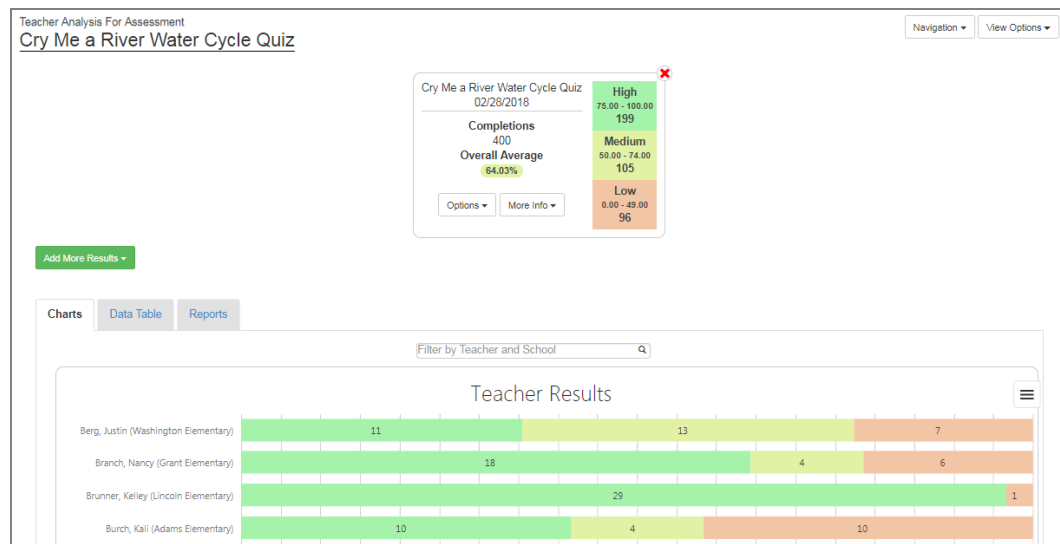 Teacher Analysis For Assessment
Cry Me a River Water Cycle Quiz
Navigation
View Options
Cry Me a River Water Cycle Quiz
02/28/2018
Completions
400
Overall Average
64.03%
Options
More Info
High
75.00 - 100.00
199
Medium
50.00 - 74.00
105
Low
0.00 - 49.00
96
Add More Results
Charts
Data Table
Reports
Filter by Teacher and School
Teacher Results
Berg, Justin (Washington Elementary) 11 13 7
Branch, Nancy (Grant Elementary) 18 4 6
Brunner, Kelley (Lincoln Elementary) 29 1
Burch, Kali (Adams Elementary) 10 4 10